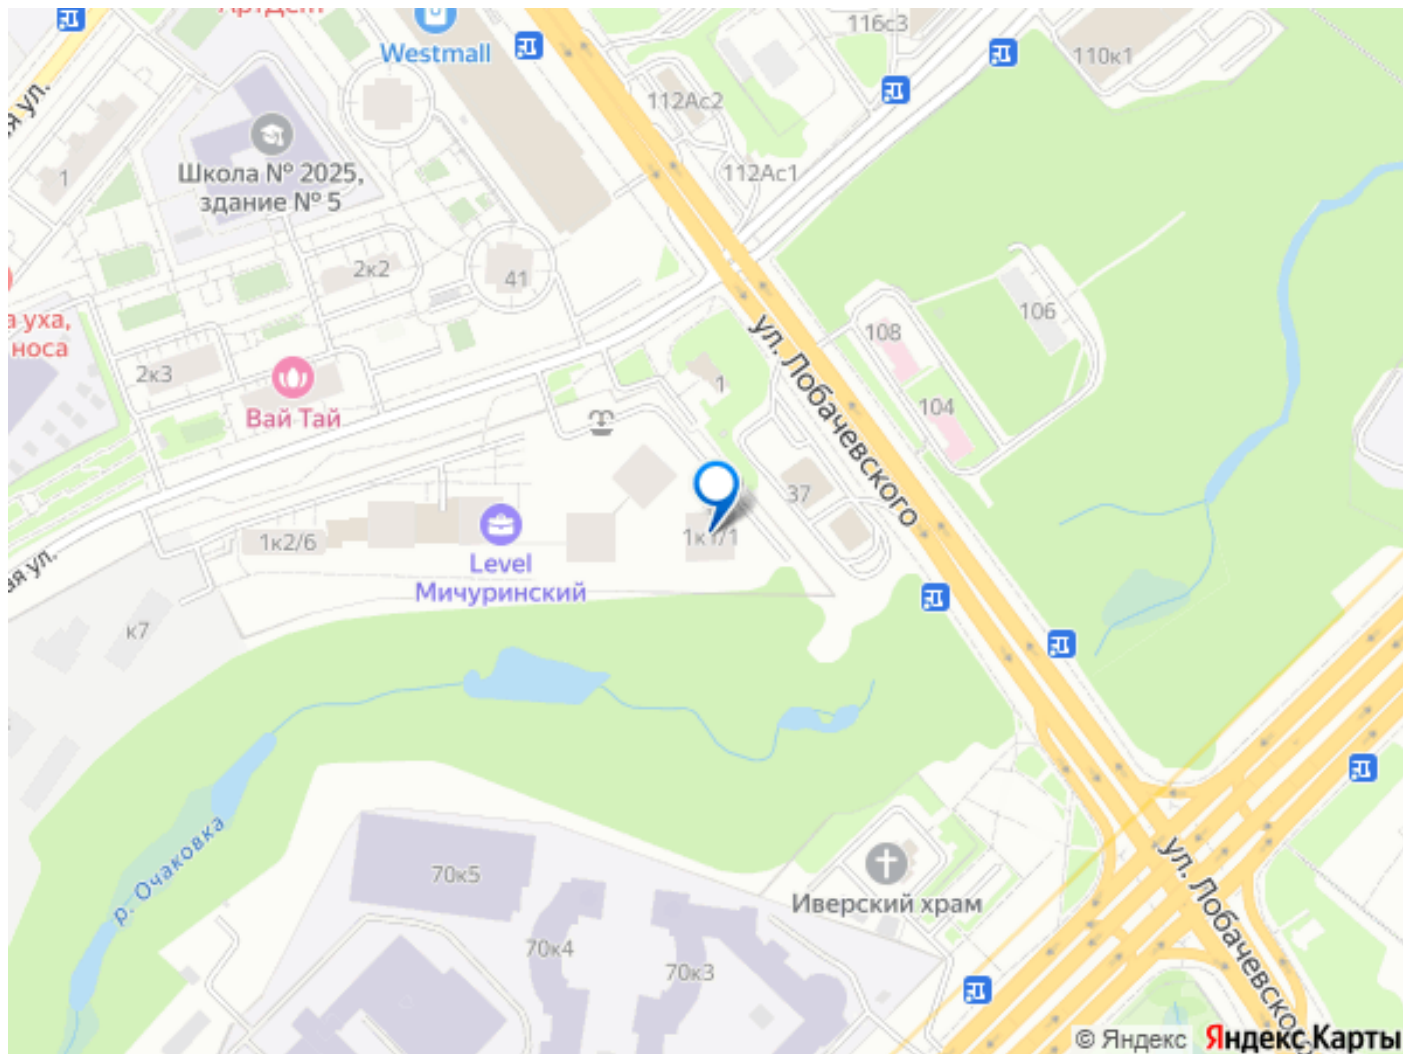 Westmall
116с3
110к1
112Ас2
112Ас1
Школа № 2025,
здание № 5
1
2к2
41
106
108
ул. Лобачевского
а уха,
носа
2к3
Вай Тай
1
104
37
1к1/1
1к2/6
Level
Мичуринский
к7
р. Очаковка
70к5
Иверский храм
70к4
70к3
ул. Лобачевског
© Яндекс
Яндекс Карты